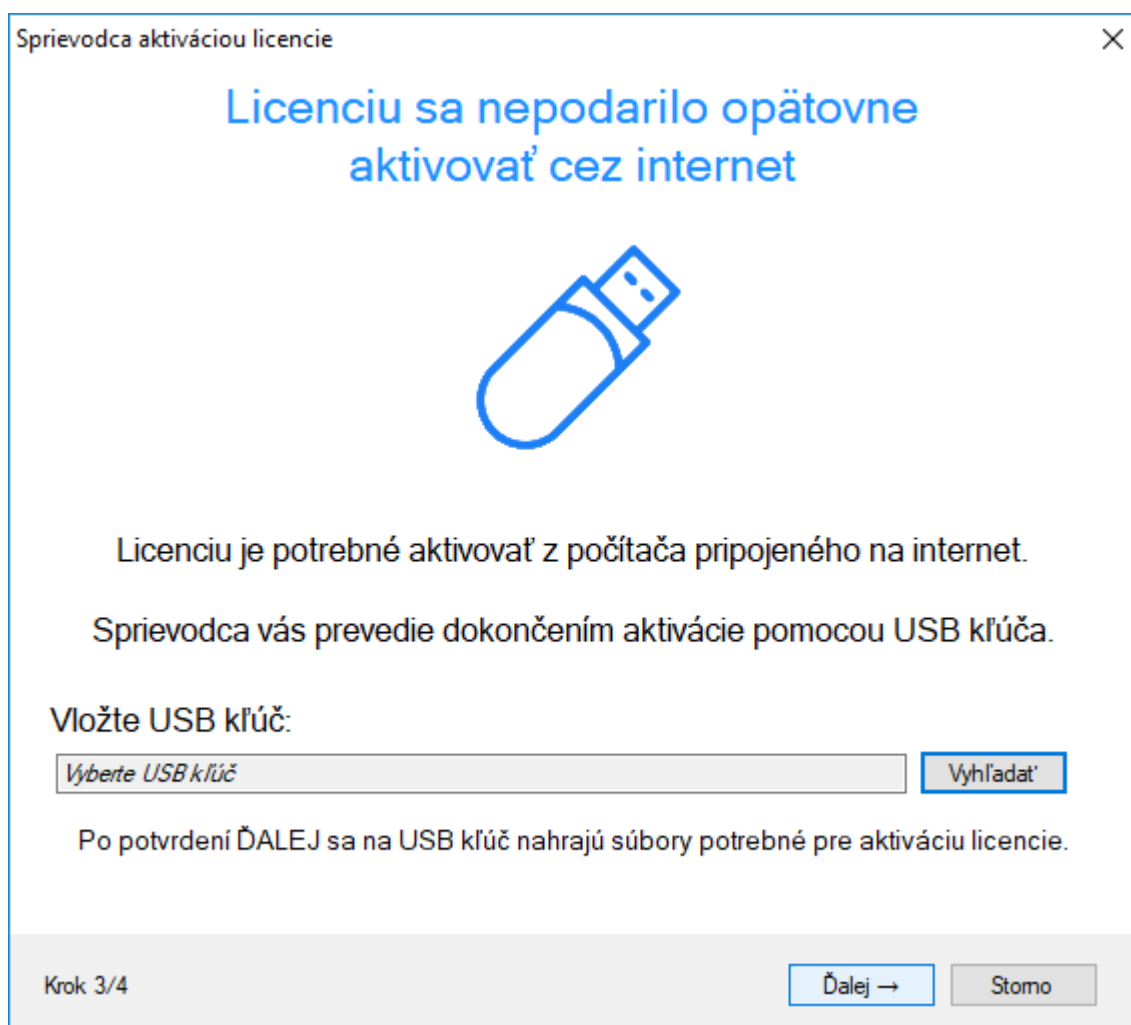 Sprievodca aktiváciou licencie
Licenciu sa nepodarilo opätovne
aktivovať cez internet
Licenciu je potrebné aktivovať z počítača pripojeného na internet.
Sprievodca vás prevedie dokončením aktivácie pomocou USB kľúča.
Vložte USB kľúč:
Vyberte USB kľúč
Vyhľadať
Po potvrdení ĎALEJ sa na USB kľúč nahrajú súbory potrebné pre aktiváciu licencie.
Krok 3/4
Ďalej →
Storno